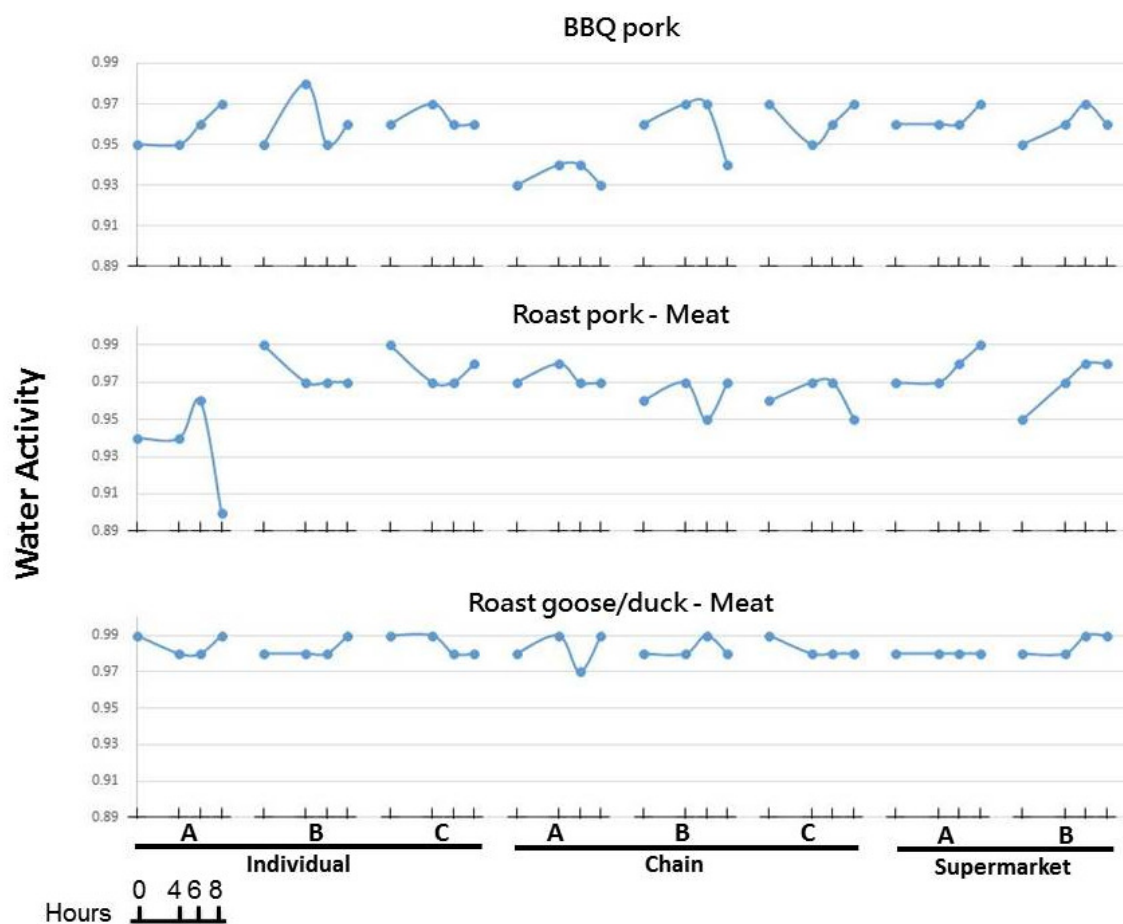 BBQ pork
0.99
0.97
0.95
0.93
0.91
0.89
Roast pork - Meat
0.99
0.97
0.95
0.93
0.91
0.89
Water Activity
Roast goose/duck - Meat
0.99
0.97
0.95
0.93
0.91
0.89
A B C A B C A B
Individual Chain Supermarket
0 4 6 8
Hours